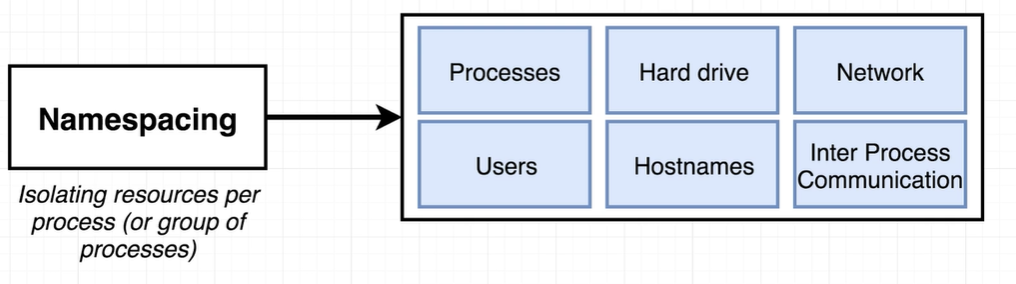 Namespacing
Isolating resources per
process (or group of
processes)
Processes
Hard drive
Network
Users
Hostnames
Inter Process
Communication